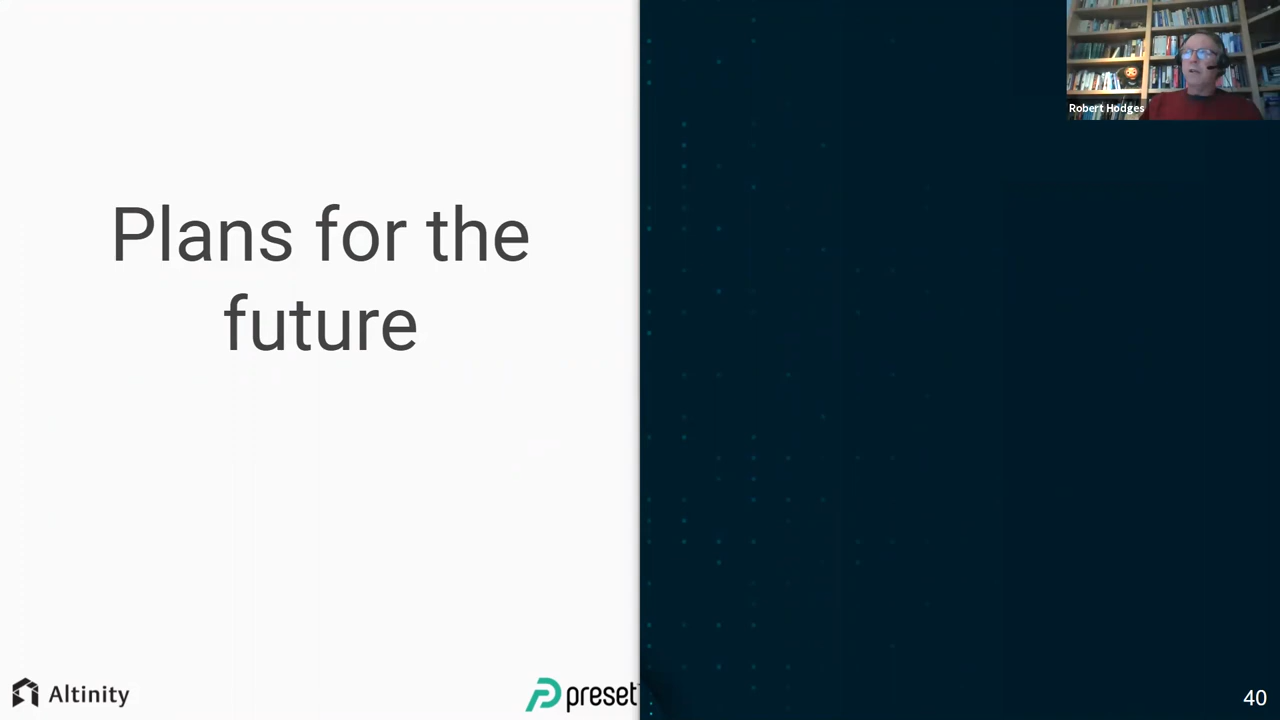 Robert Hodges
Plans for the
future
Altinity
preset
40